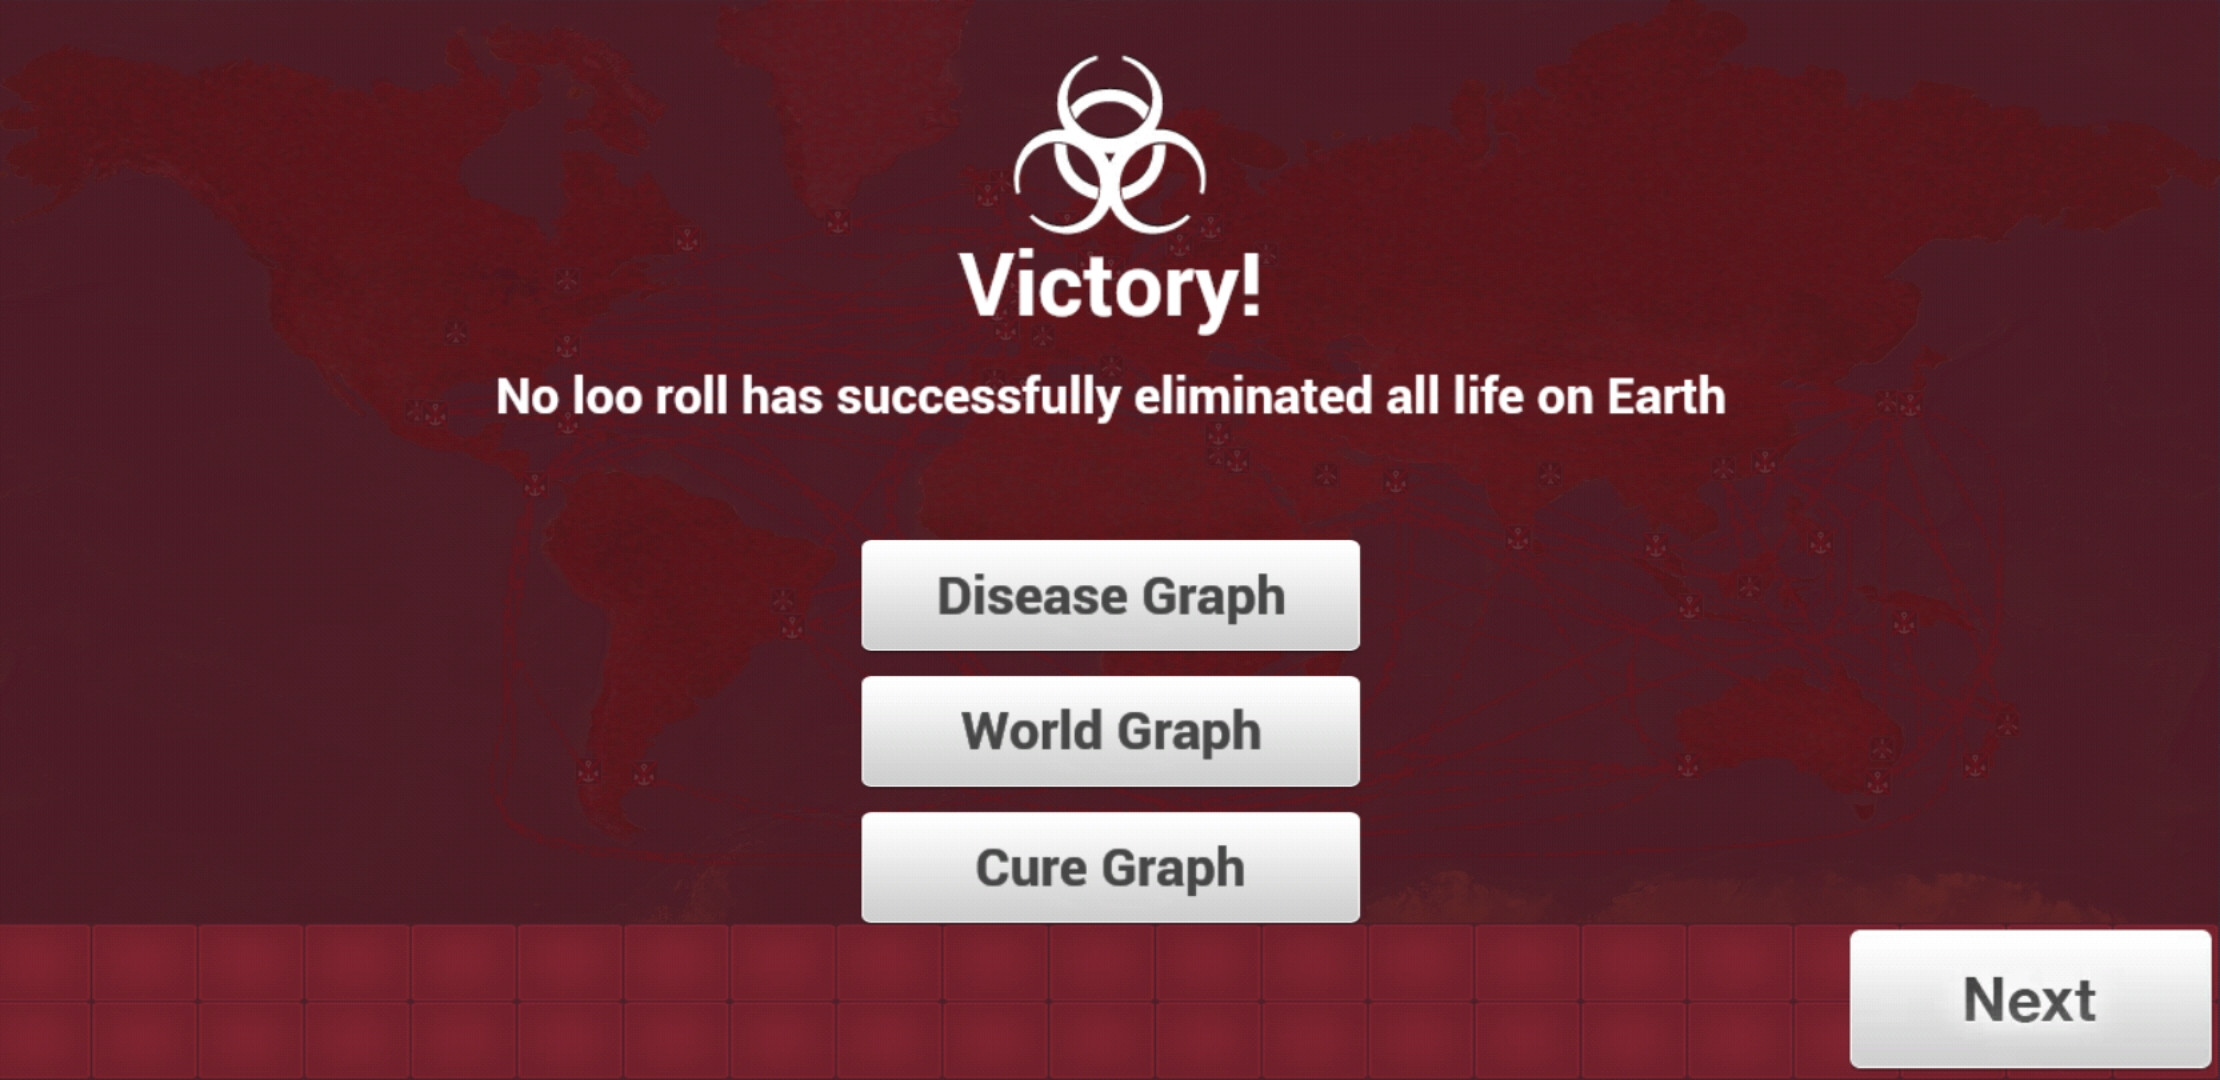 Victory!
No loo roll has successfully eliminated all life on Earth
Disease Graph
World Graph
Cure Graph
Next